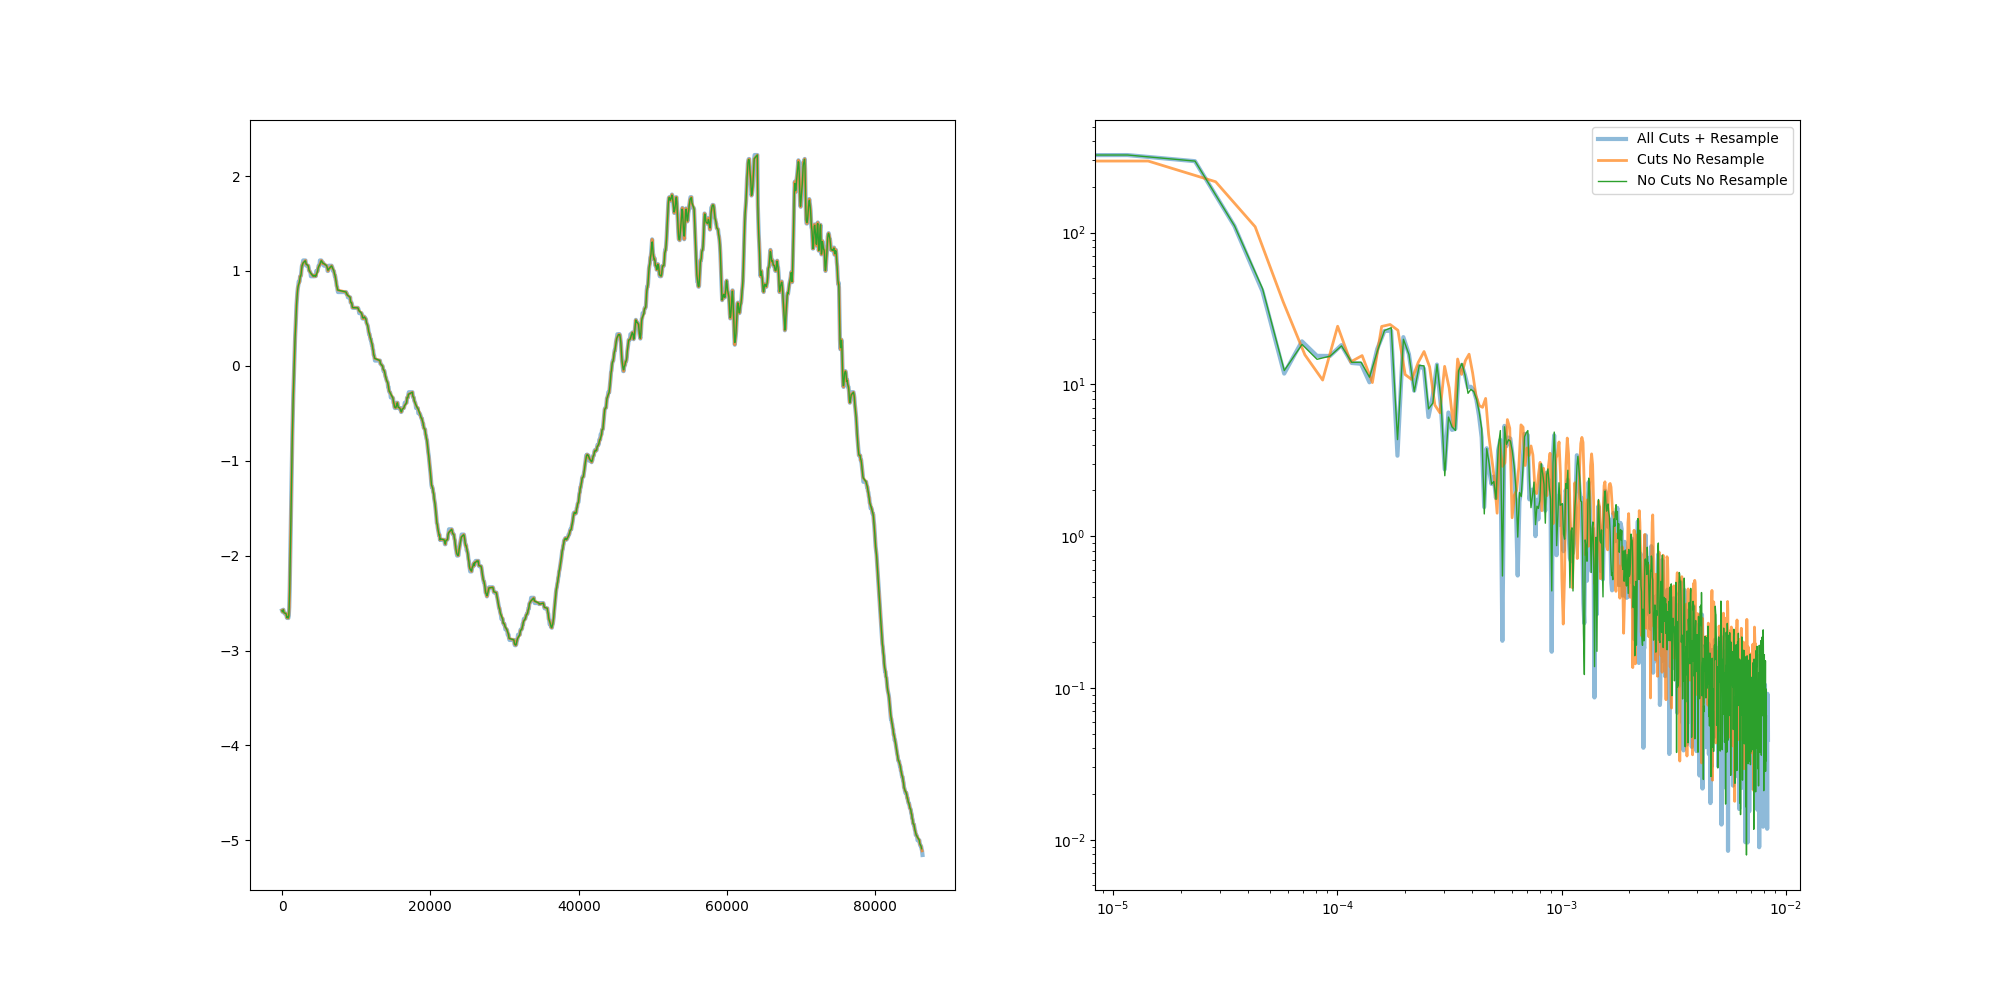 2
1
0
−1
−2
−3
−4
−5
0 20000 40000 60000 80000
All Cuts + Resample
Cuts No Resample
No Cuts No Resample
10²
10¹
10⁰
10⁻¹
10⁻²
10⁻⁵ 10⁻⁴ 10⁻³ 10⁻²